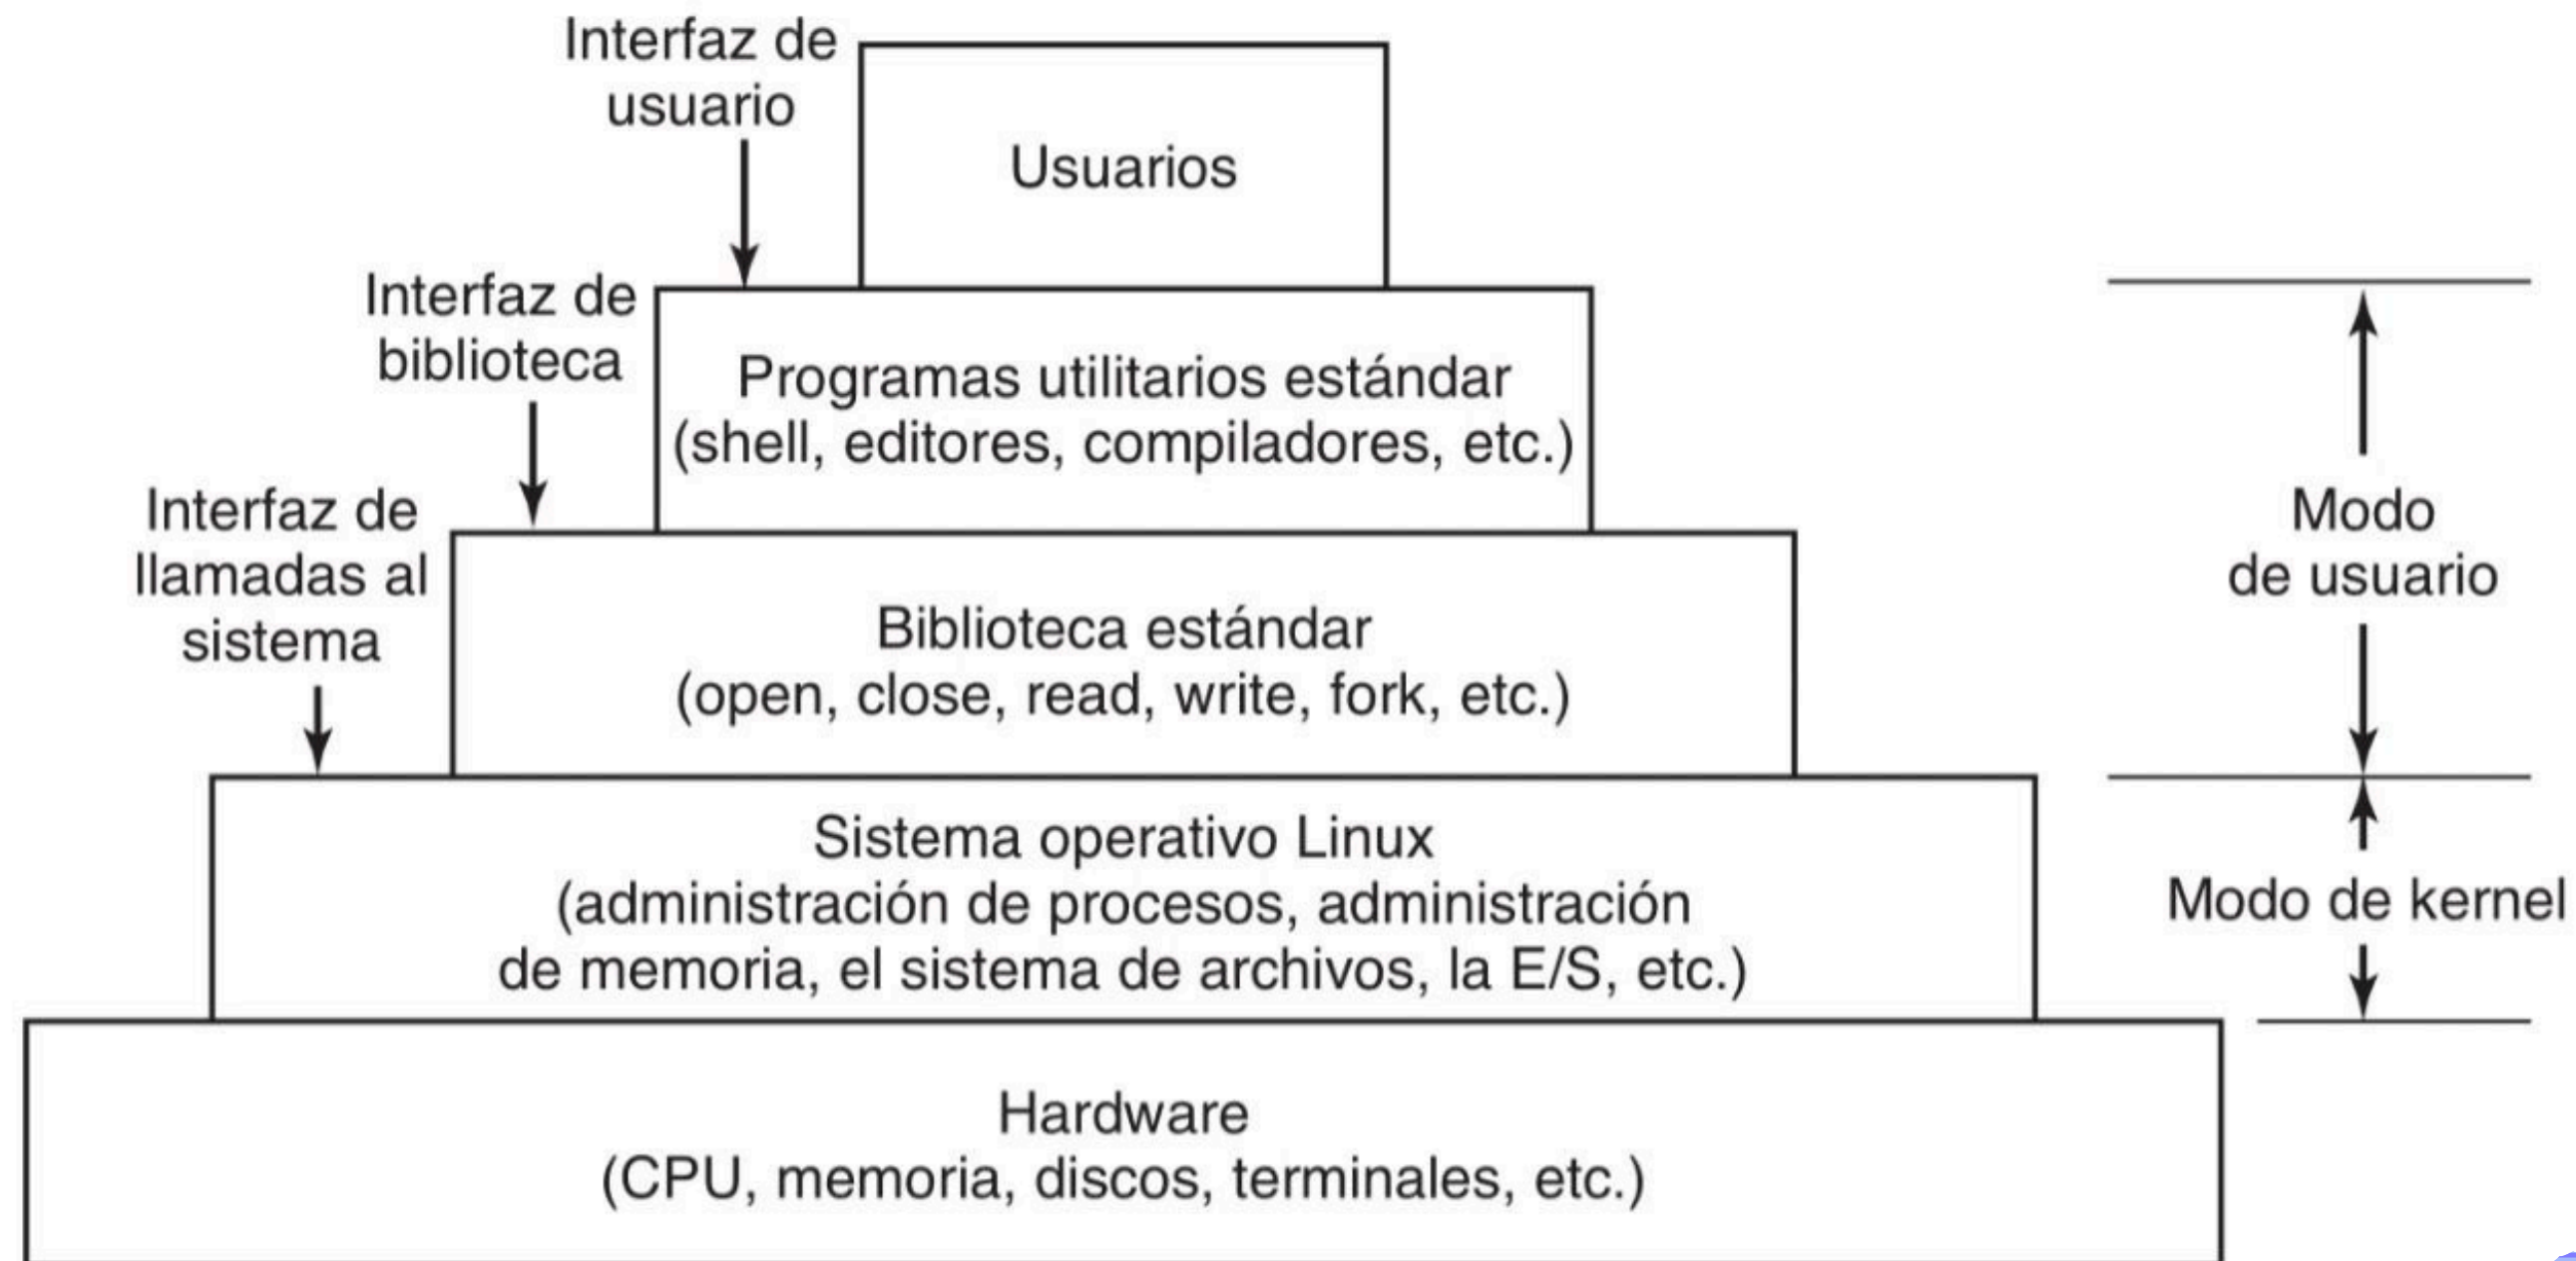 Interfaz de
usuario
Usuarios
Interfaz de
biblioteca
Programas utilitarios estándar
(shell, editores, compiladores, etc.)
Interfaz de
llamadas al
sistema
Modo
de usuario
Biblioteca estándar
(open, close, read, write, fork, etc.)
Sistema operativo Linux
(administración de procesos, administración
de memoria, el sistema de archivos, la E/S, etc.)
Modo de kernel
Hardware
(CPU, memoria, discos, terminales, etc.)